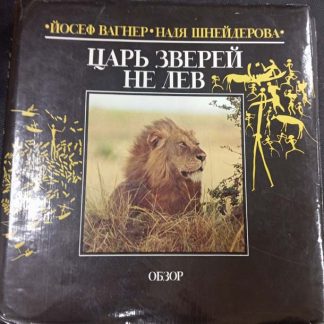 •ЙОСЕФ ВАГНЕР•НАДЯ ШНЕЙДЕРОВА•
ЦАРЬ ЗВЕРЕЙ
НЕ ЛЕВ
ОБЗОР